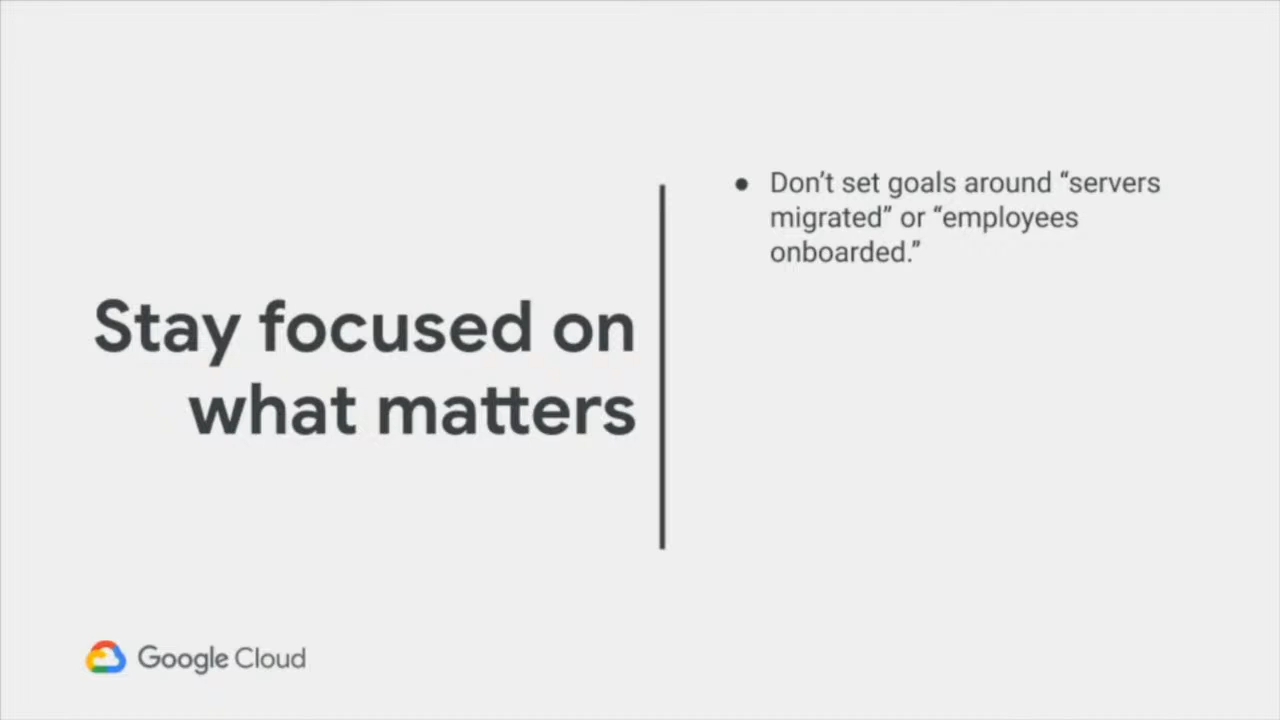 Stay focused on
what matters
● Don’t set goals around “servers
migrated” or “employees
onboarded.”
Google Cloud